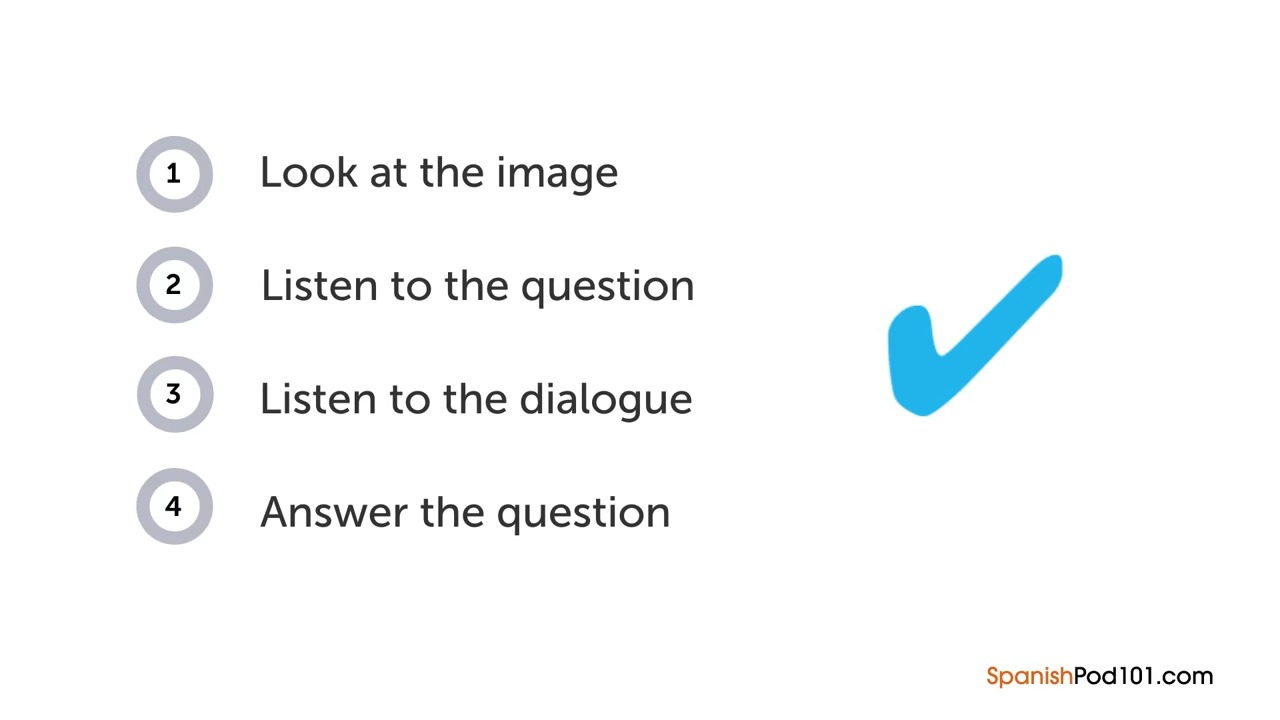 1 Look at the image
2 Listen to the question
3 Listen to the dialogue
4 Answer the question
SpanishPod101.com